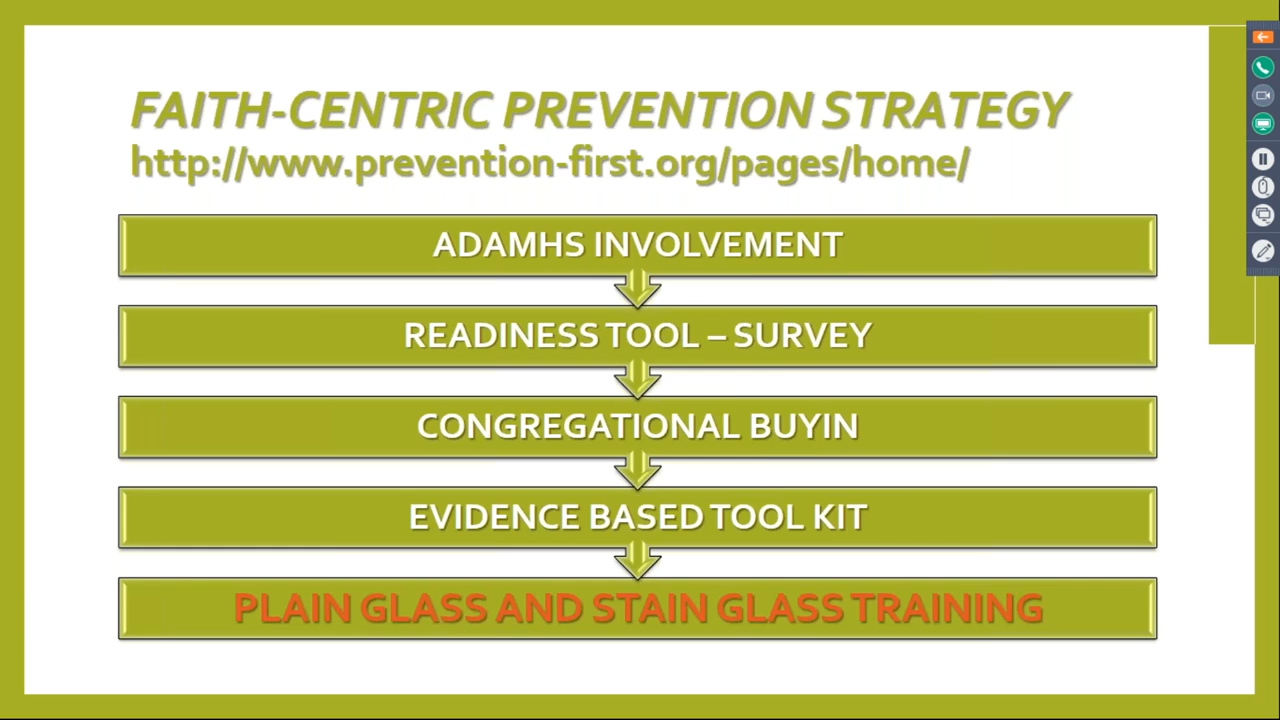 FAITH-CENTRIC PREVENTION STRATEGY
http://www.prevention-first.org/pages/home/
ADAMHS INVOLVEMENT
READINESS TOOL – SURVEY
CONGREGATIONAL BUYIN
EVIDENCE BASED TOOL KIT
PLAIN GLASS AND STAIN GLASS TRAINING